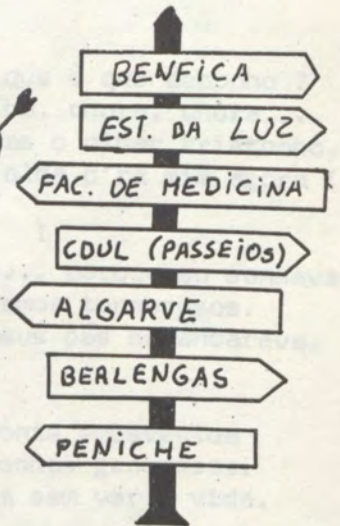 BENFICA
EST. DA LUZ
FAC. DE MEDICINA
CDUL (PASSEIOS)
ALGARVE
BERLENGAS
PENICHE